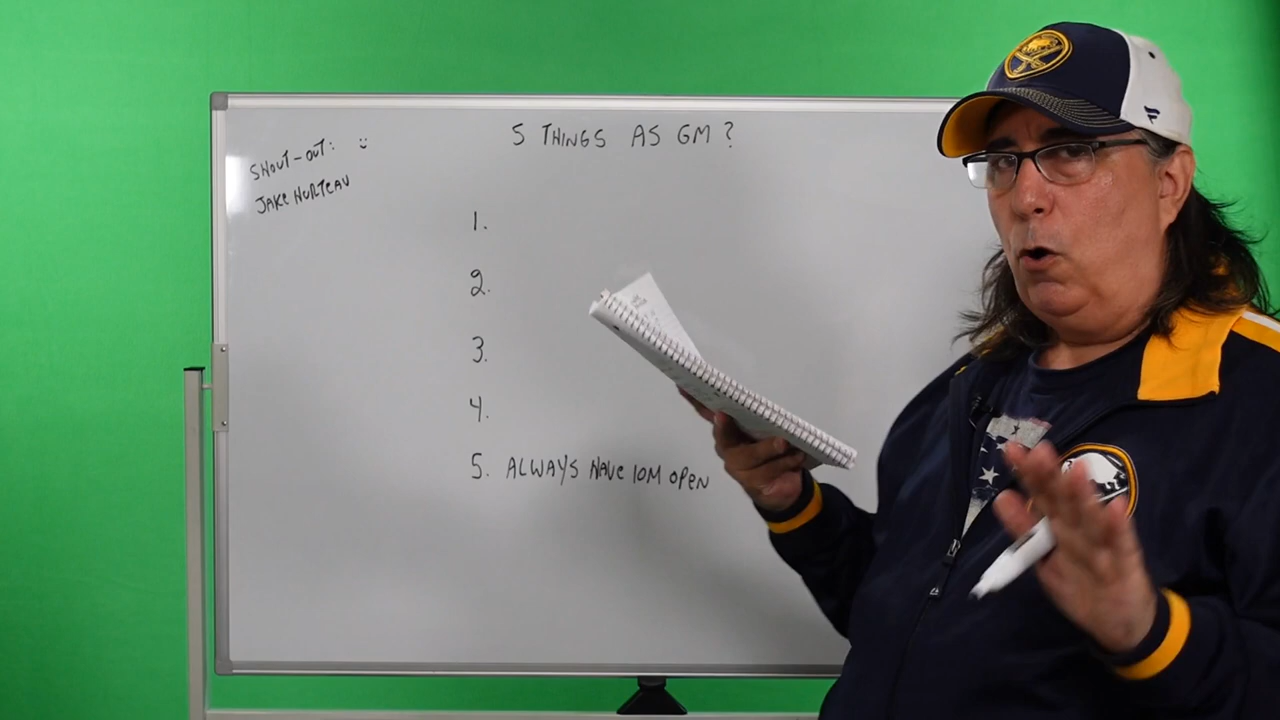 5 THINGS AS GM?
SHOUT-OUT: :)
JAKE HURTEAU
1.
2.
3.
4.
5. ALWAYS HAVE 10M OPEN